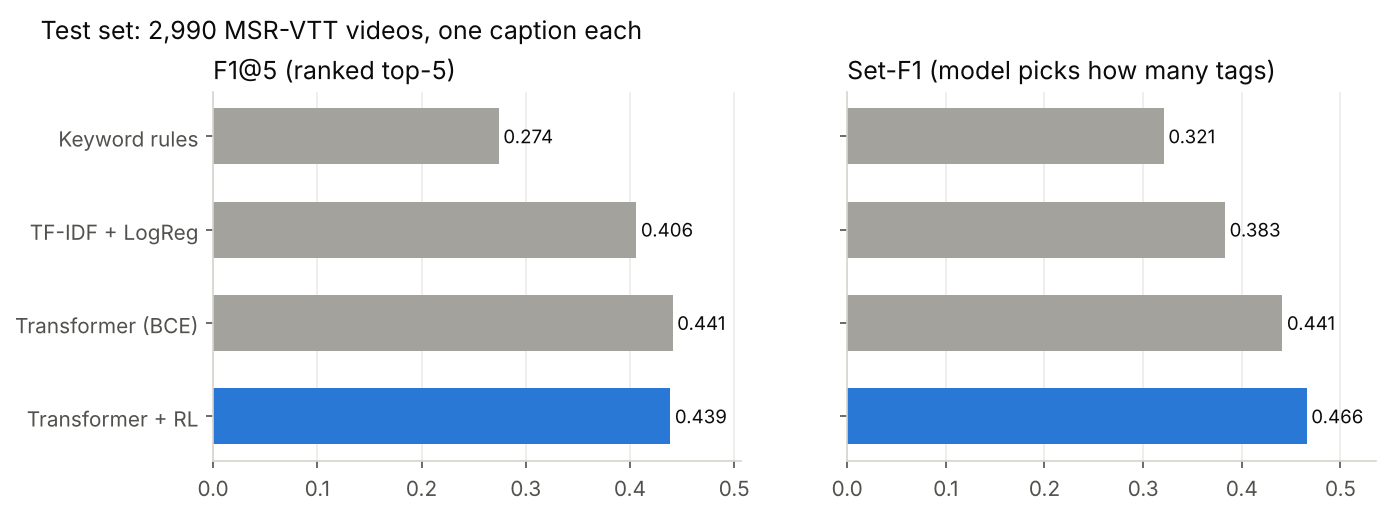 Test set: 2,990 MSR-VTT videos, one caption each
F1@5 (ranked top-5)
Keyword rules
0.274
TF-IDF + LogReg
0.406
Transformer (BCE)
0.441
Transformer + RL
0.439
0.0 0.1 0.2 0.3 0.4 0.5
Set-F1 (model picks how many tags)
0.321
0.383
0.441
0.466
0.0 0.1 0.2 0.3 0.4 0.5